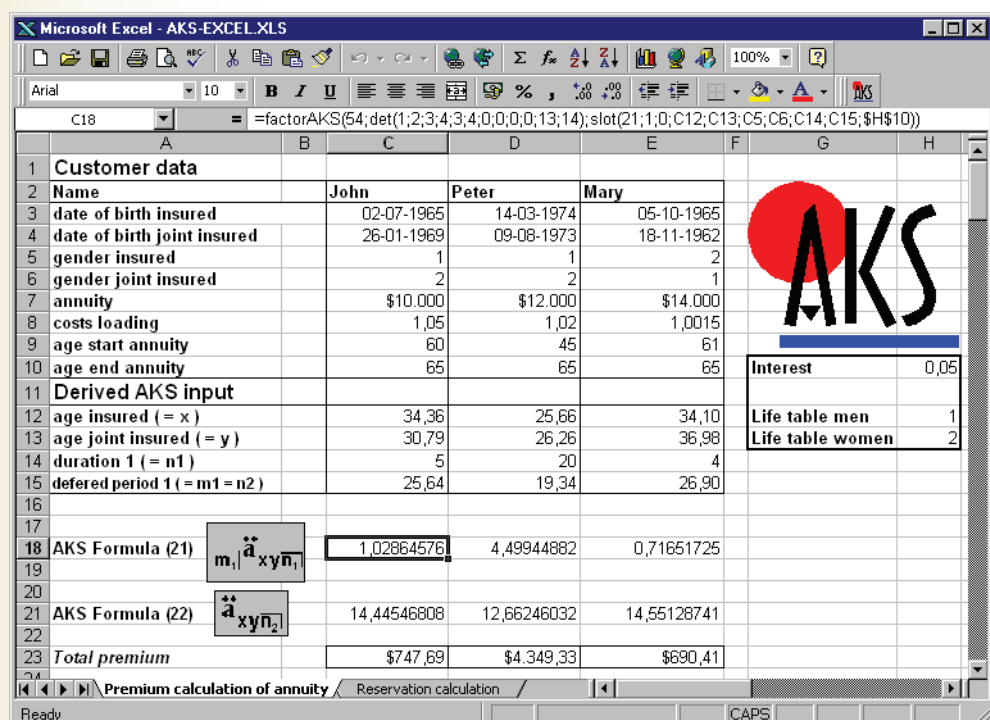 Microsoft Excel - AKS-EXCEL.XLS
ABC Σ fx A Z Z A 100% ?
Arial 10 B I U % , AKS
C18 = =factorAKS(54;det(1;2;3;4;3;4;0;0;0;0;13;14);slot(21;1;0;C12;C13;C5;C6;C14;C15;$H$10))
A B C D E F G H
1 Customer data
2 Name John Peter Mary
3 date of birth insured 02-07-1965 14-03-1974 05-10-1965
4 date of birth joint insured 26-01-1969 09-08-1973 18-11-1962
5 gender insured 1 1 2
6 gender joint insured 2 2 1
7 annuity $10.000 $12.000 $14.000
8 costs loading 1,05 1,02 1,0015
9 age start annuity 60 45 61
AKS
10 age end annuity 65 65 65 Interest 0,05
11 Derived AKS input
12 age insured ( = x ) 34,36 25,66 34,10 Life table men 1
13 age joint insured ( = y ) 30,79 26,26 36,98 Life table women 2
14 duration 1 ( = n1 ) 5 20 4
15 defered period 1 ( = m1 = n2 ) 25,64 19,34 26,90
16
17
18 AKS Formula (21) m₁|äxyn₁| 1,02864576 4,49944882 0,71651725
19
20
21 AKS Formula (22) äxyn₂| 14,44546808 12,66246032 14,55128741
22
23 Total premium $747,69 $4.349,33 $690,41
24
Premium calculation of annuity Reservation calculation
Ready CAPS